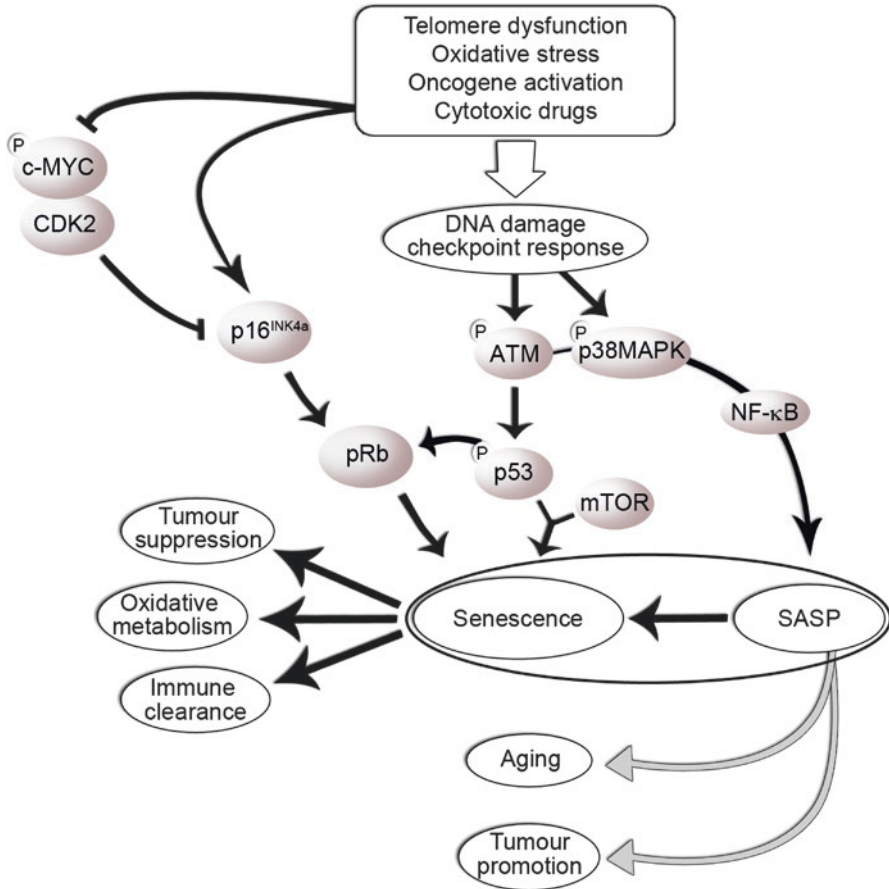 Telomere dysfunction
Oxidative stress
Oncogene activation
Cytotoxic drugs
P
c-MYC
CDK2
DNA damage
checkpoint response
p16INK4a
P
ATM
P
p38MAPK
NF-κB
pRb
P
p53
mTOR
Tumour
suppression
Oxidative
metabolism
Immune
clearance
Senescence
SASP
Aging
Tumour
promotion